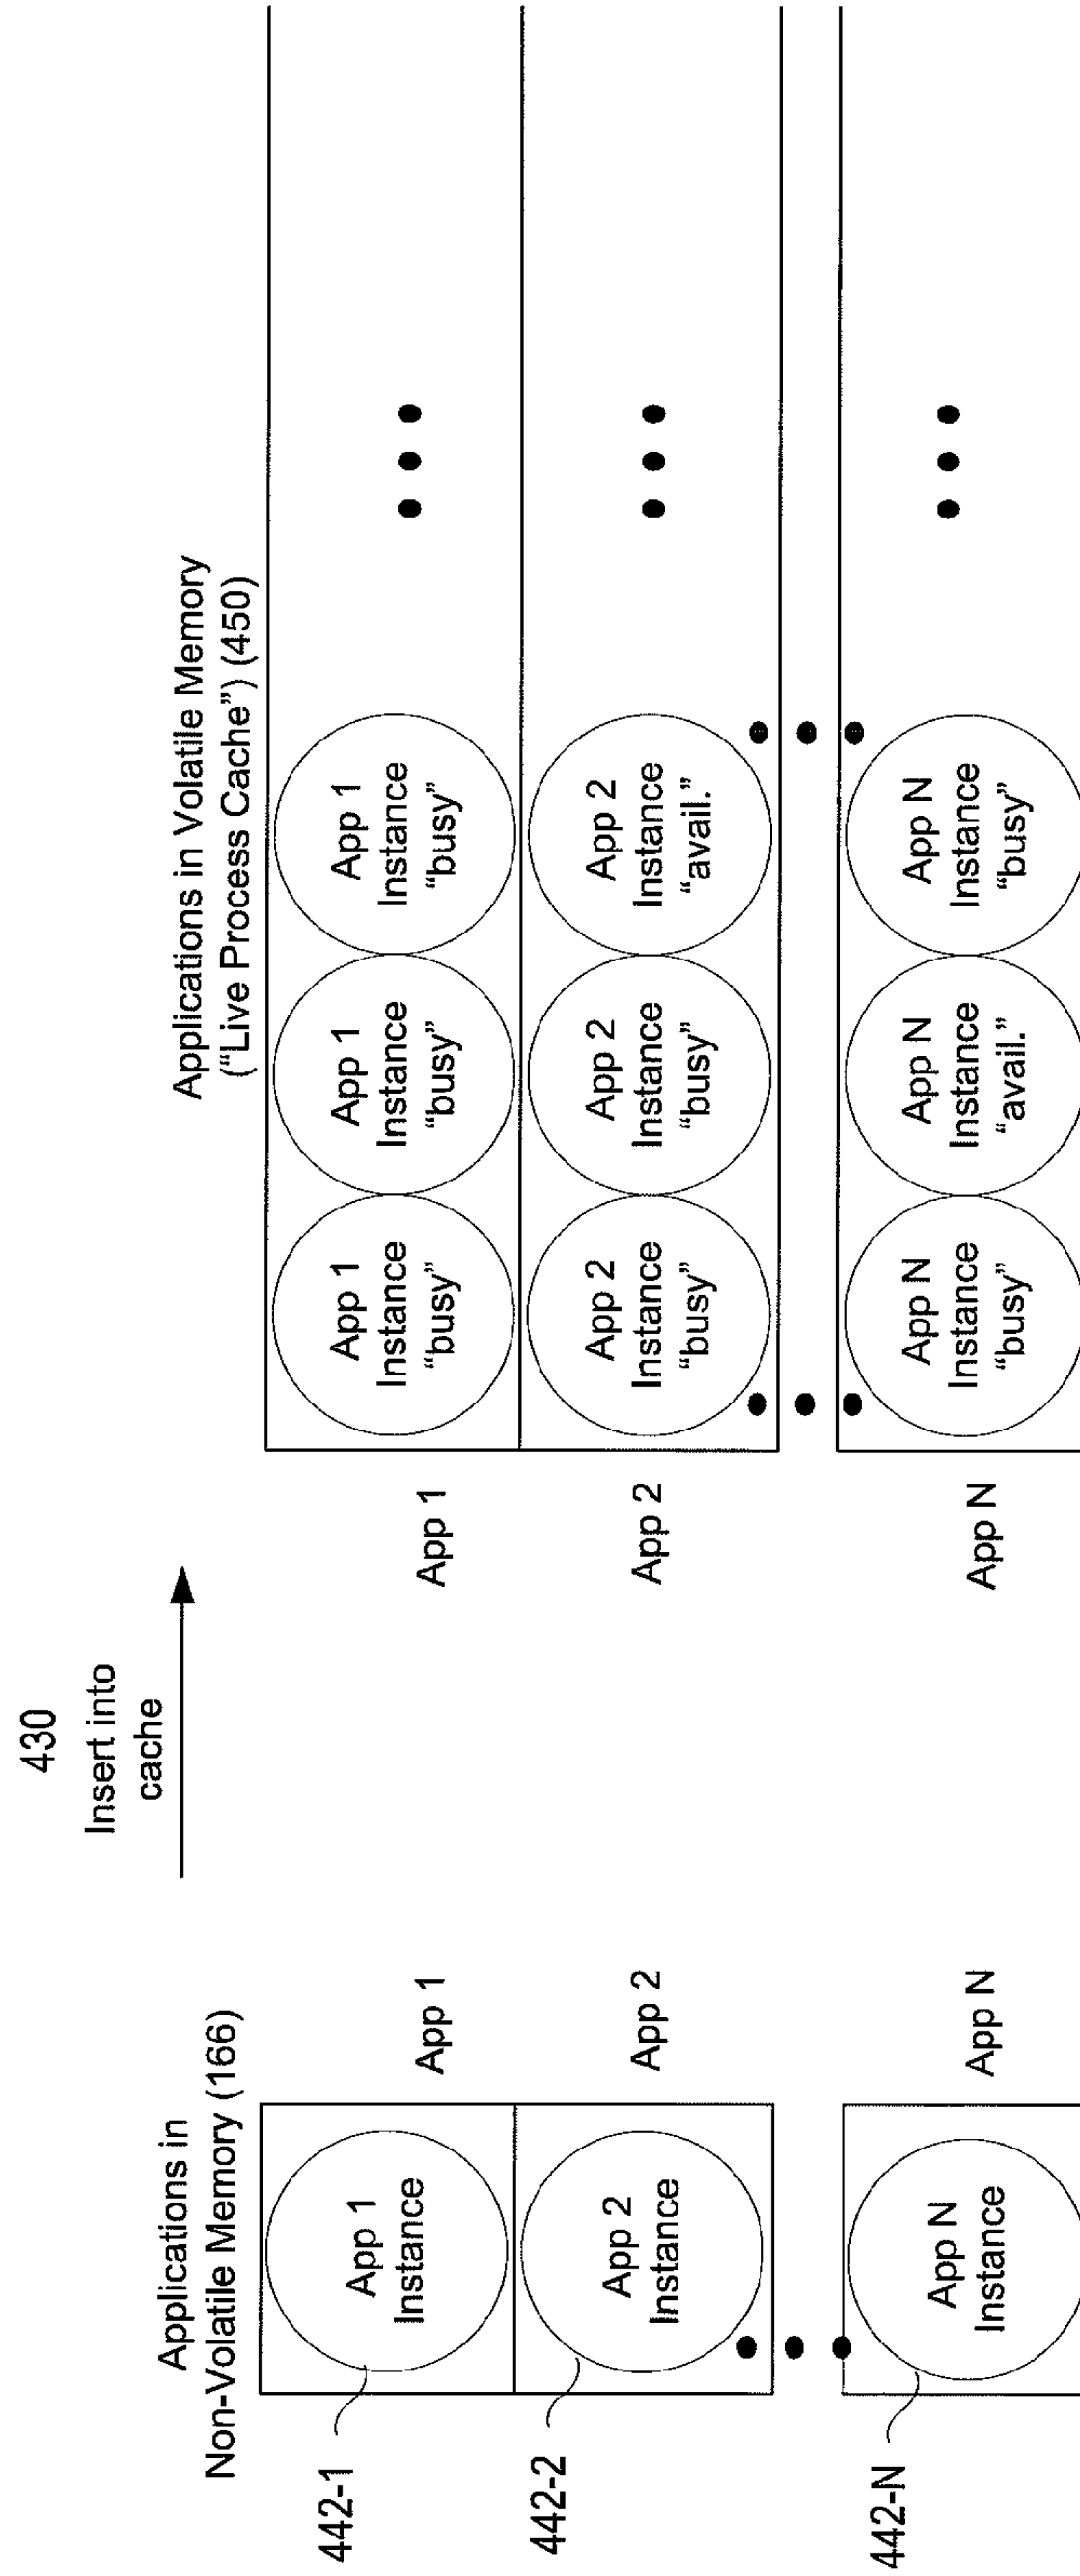 430
Insert into
cache
Applications in
Non-Volatile Memory (166)
Applications in Volatile Memory
(“Live Process Cache”) (450)
442-1
App 1
Instance
App 1
App 1
App 1
Instance
“busy”
App 1
Instance
“busy”
App 1
Instance
“busy”
442-2
App 2
Instance
App 2
App 2
App 2
Instance
“busy”
App 2
Instance
“busy”
App 2
Instance
“avail.”
442-N
App N
Instance
App N
App N
App N
Instance
“busy”
App N
Instance
“avail.”
App N
Instance
“busy”